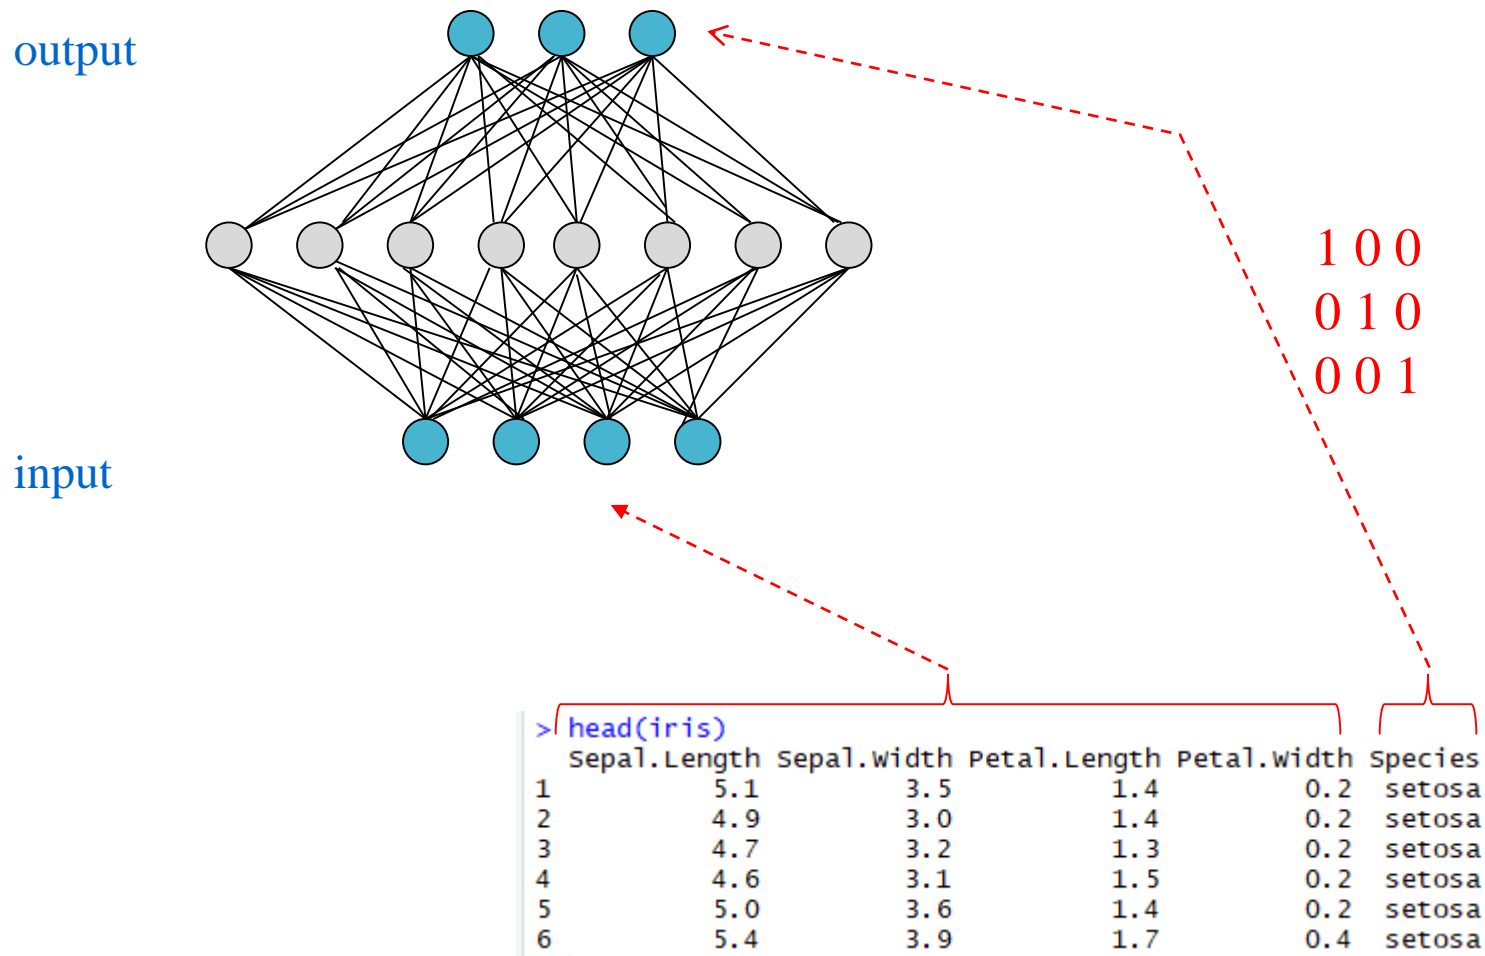 output
1 0 0
0 1 0
0 0 1
input
> head(iris)
  Sepal.Length Sepal.Width Petal.Length Petal.Width Species
1          5.1         3.5          1.4         0.2  setosa
2          4.9         3.0          1.4         0.2  setosa
3          4.7         3.2          1.3         0.2  setosa
4          4.6         3.1          1.5         0.2  setosa
5          5.0         3.6          1.4         0.2  setosa
6          5.4         3.9          1.7         0.4  setosa